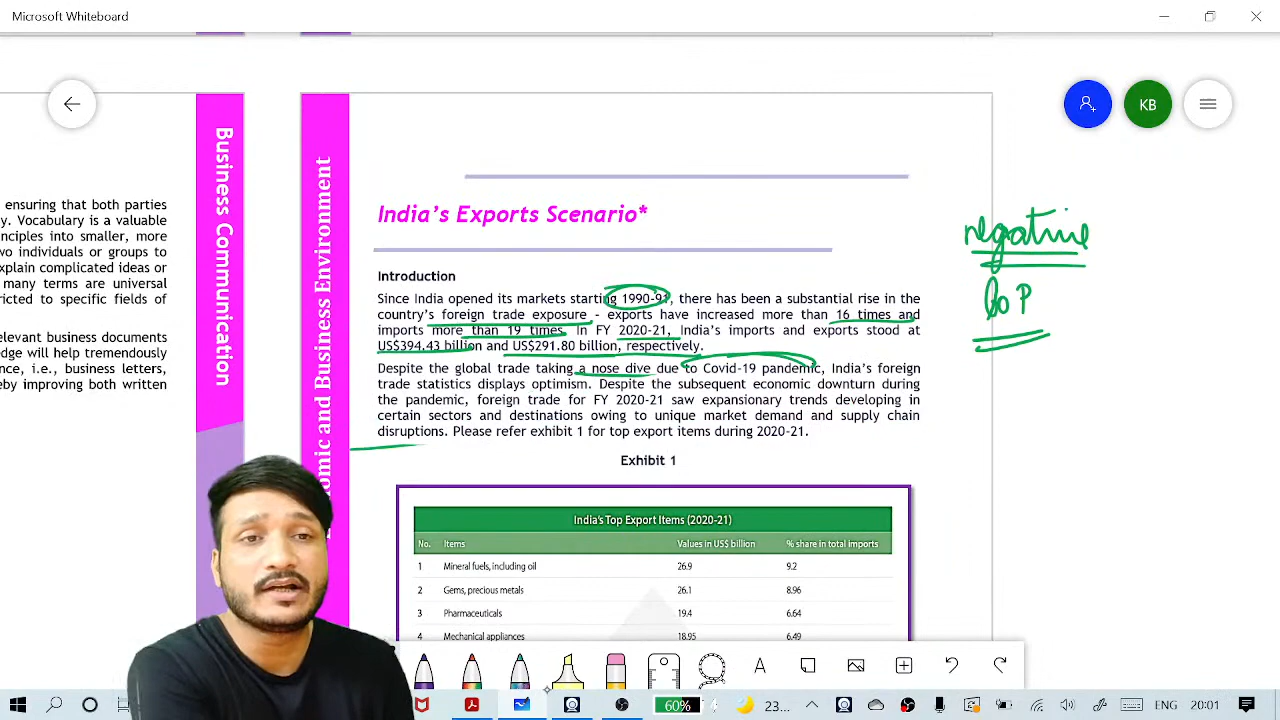 Microsoft Whiteboard
KB
Business Communication
Economic and Business Environment
ensuring that both parties
y. Vocabulary is a valuable
nciples into smaller, more
wo individuals or groups to
xplain complicated ideas or
many terms are universal
ricted to specific fields of
relevant business documents
edge will help tremendously
nce, i.e., business letters,
eby improving both written
India's Exports Scenario*
Introduction
Since India opened its markets starting 1990-91, there has been a substantial rise in the
country's foreign trade exposure - exports have increased more than 16 times and
imports more than 19 times. In FY 2020-21, India's imports and exports stood at
US$394.43 billion and US$291.80 billion, respectively.
Despite the global trade taking a nose dive due to Covid-19 pandemic, India's foreign
trade statistics displays optimism. Despite the subsequent economic downturn during
the pandemic, foreign trade for FY 2020-21 saw expansionary trends developing in
certain sectors and destinations owing to unique market demand and supply chain
disruptions. Please refer exhibit 1 for top export items during 2020-21.
Exhibit 1
India's Top Export Items (2020-21)
No. Items Values in US$ billion % share in total imports
1 Mineral fuels, including oil 26.9 9.2
2 Gems, precious metals 26.1 8.96
3 Pharmaceuticals 19.4 6.64
4 Mechanical appliances 18.95 6.49
negative
BoP
60%
23...
ENG
20:01